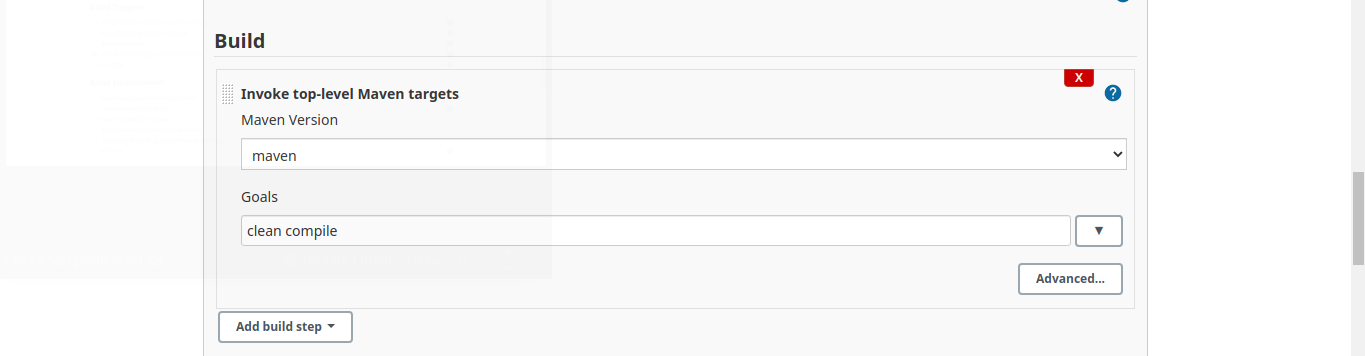 Build
Invoke top-level Maven targets
X
?
Maven Version
maven
Goals
clean compile
▼
Advanced...
Add build step